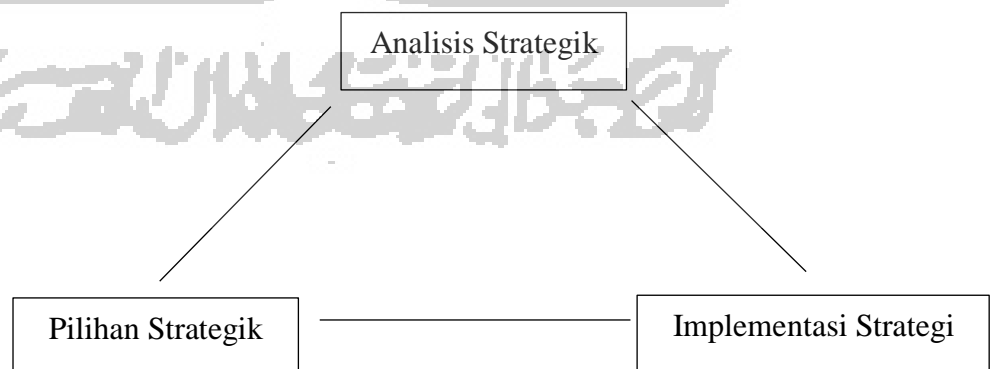 Analisis Strategik
Pilihan Strategik
Implementasi Strategi